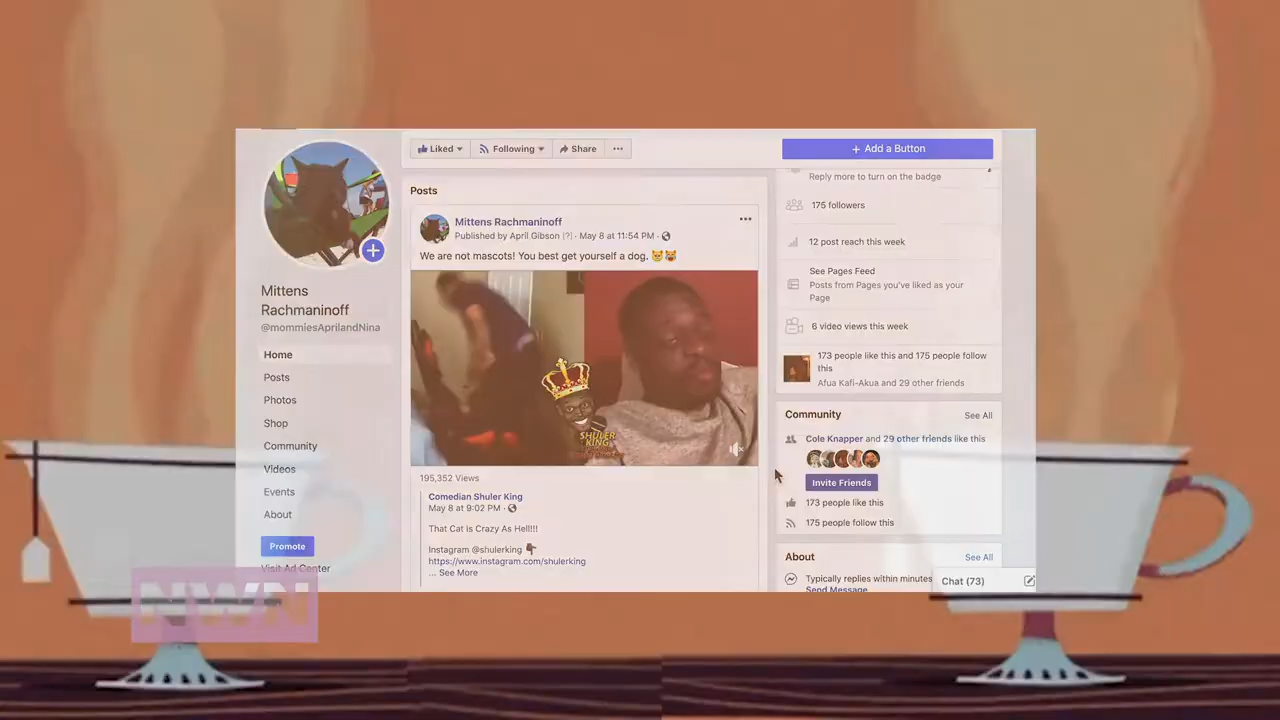 Liked
Following
Share
+ Add a Button
Mittens
Rachmaninoff
@mommiesAprilandNina
Home
Posts
Photos
Shop
Community
Videos
Events
About
Promote
Visit Ad Center
Posts
Mittens Rachmaninoff
Published by April Gibson [?] · May 8 at 11:54 PM ·
We are not mascots! You best get yourself a dog. 😼😹
SHULER
KING
195,352 Views
Comedian Shuler King
May 8 at 9:02 PM ·
That Cat is Crazy As Hell!!!
Instagram @shulerking
https://www.instagram.com/shulerking
... See More
Reply more to turn on the badge
175 followers
12 post reach this week
See Pages Feed
Posts from Pages you've liked as your
Page
6 video views this week
173 people like this and 175 people follow
this
Afua Kafi-Akua and 29 other friends
Community
See All
Cole Knapper and 29 other friends like this
Invite Friends
173 people like this
175 people follow this
About
See All
Typically replies within minutes
Send Message
Chat (73)
NWN